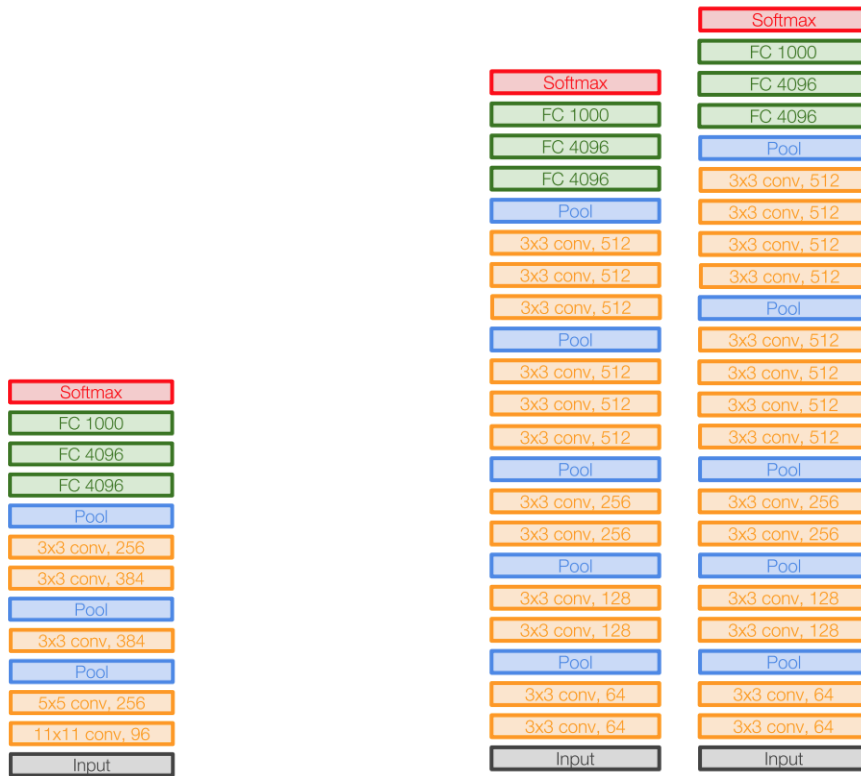 Softmax
FC 1000
FC 4096
FC 4096
Pool
3x3 conv, 256
3x3 conv, 384
Pool
3x3 conv, 384
Pool
5x5 conv, 256
11x11 conv, 96
Input
Softmax
FC 1000
FC 4096
FC 4096
Pool
3x3 conv, 512
3x3 conv, 512
3x3 conv, 512
Pool
3x3 conv, 512
3x3 conv, 512
3x3 conv, 512
Pool
3x3 conv, 256
3x3 conv, 256
Pool
3x3 conv, 128
3x3 conv, 128
Pool
3x3 conv, 64
3x3 conv, 64
Input
Softmax
FC 1000
FC 4096
FC 4096
Pool
3x3 conv, 512
3x3 conv, 512
3x3 conv, 512
3x3 conv, 512
Pool
3x3 conv, 512
3x3 conv, 512
3x3 conv, 512
3x3 conv, 512
Pool
3x3 conv, 256
3x3 conv, 256
Pool
3x3 conv, 128
3x3 conv, 128
Pool
3x3 conv, 64
3x3 conv, 64
Input